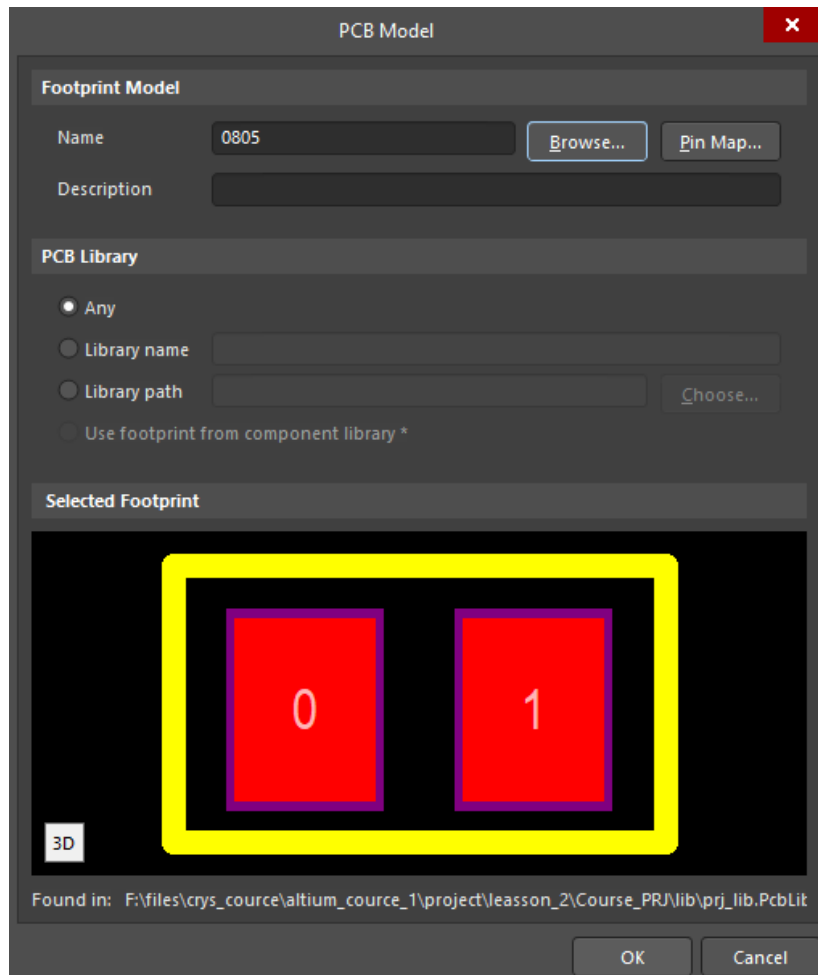 PCB Model
Footprint Model
Name 0805 Browse... Pin Map...
Description
PCB Library
Any
Library name
Library path Choose...
Use footprint from component library *
Selected Footprint
0 1
3D
Found in: F:\files\crys_cource\altium_cource_1\project\leasson_2\Course_PRJ\lib\prj_lib.PcbLit
OK Cancel